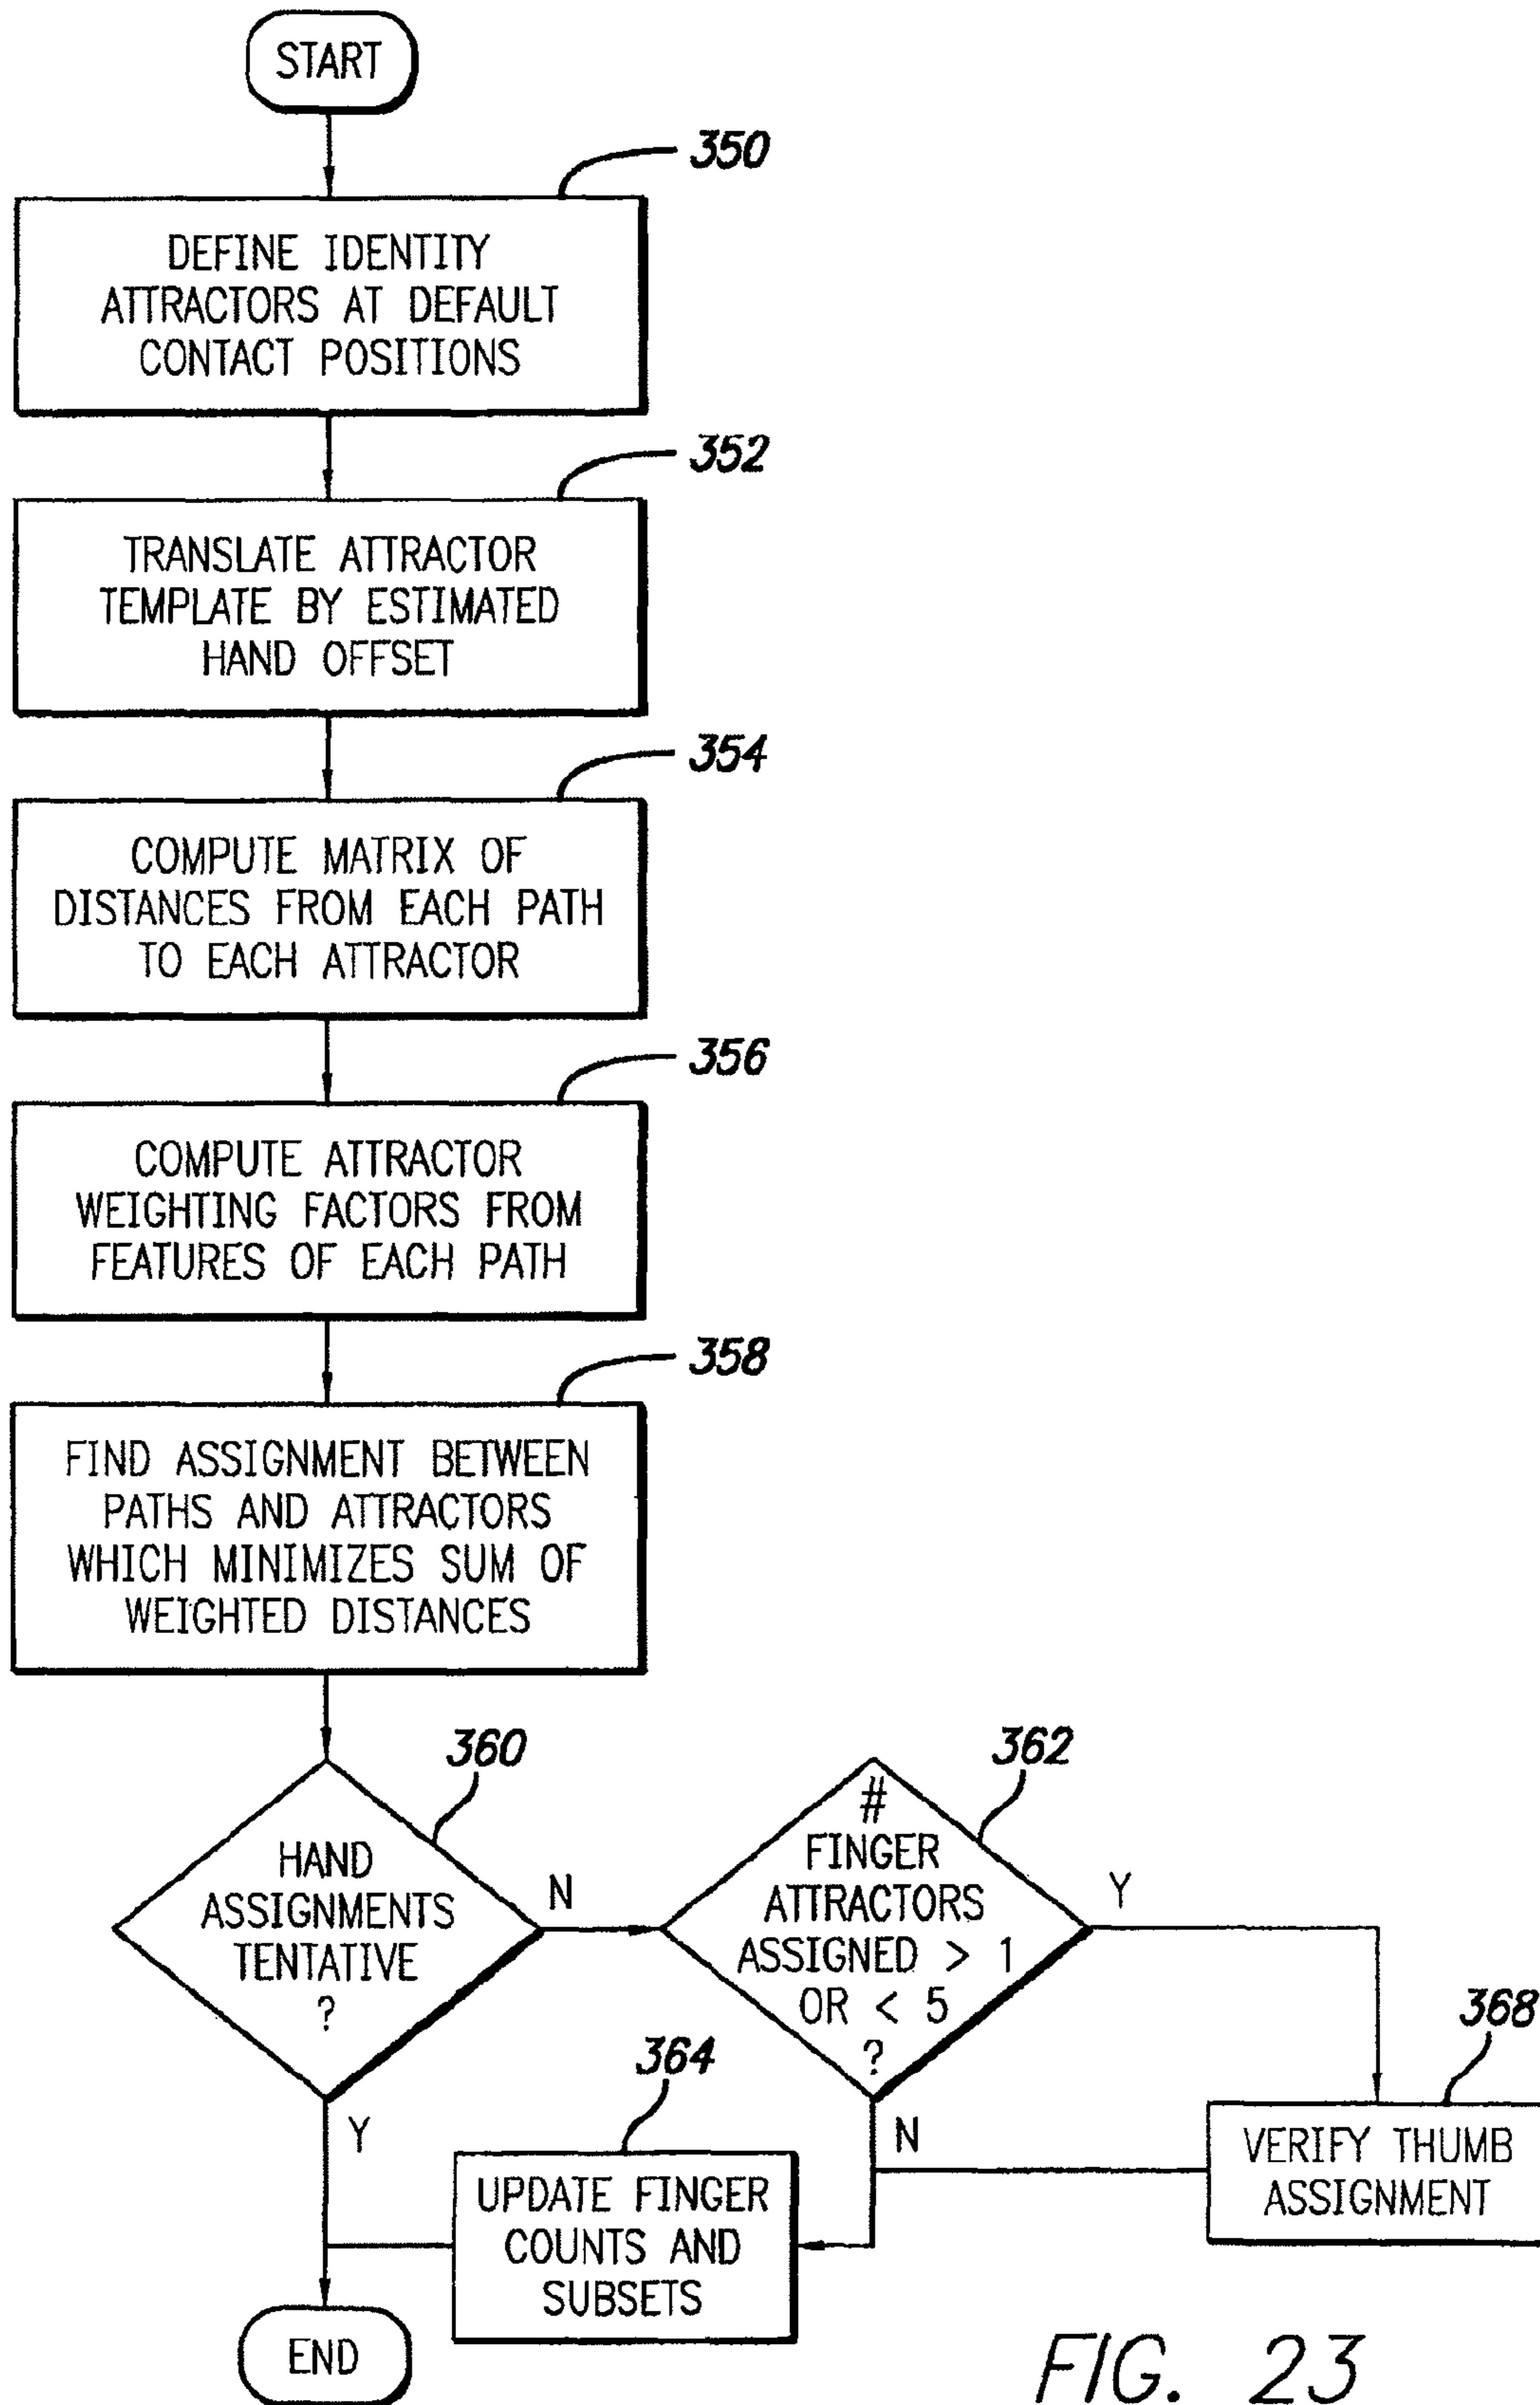 START
350
DEFINE IDENTITY
ATTRACTORS AT DEFAULT
CONTACT POSITIONS
352
TRANSLATE ATTRACTOR
TEMPLATE BY ESTIMATED
HAND OFFSET
354
COMPUTE MATRIX OF
DISTANCES FROM EACH PATH
TO EACH ATTRACTOR
356
COMPUTE ATTRACTOR
WEIGHTING FACTORS FROM
FEATURES OF EACH PATH
358
FIND ASSIGNMENT BETWEEN
PATHS AND ATTRACTORS
WHICH MINIMIZES SUM OF
WEIGHTED DISTANCES
360
HAND
ASSIGNMENTS
TENTATIVE
?
N
Y
362
#
FINGER
ATTRACTORS
ASSIGNED > 1
OR < 5
?
Y
N
368
VERIFY THUMB
ASSIGNMENT
364
UPDATE FINGER
COUNTS AND
SUBSETS
END
FIG. 23